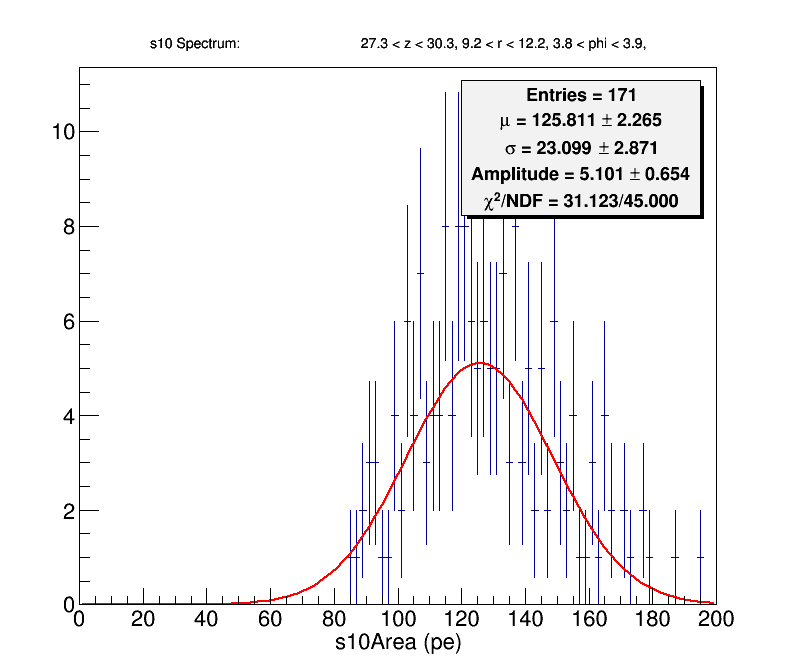 s10 Spectrum: 27.3 < z < 30.3, 9.2 < r < 12.2, 3.8 < phi < 3.9,
Entries = 171
μ = 125.811 ± 2.265
σ = 23.099 ± 2.871
Amplitude = 5.101 ± 0.654
χ²/NDF = 31.123/45.000
10
8
6
4
2
0
0 20 40 60 80 100 120 140 160 180 200
s10Area (pe)